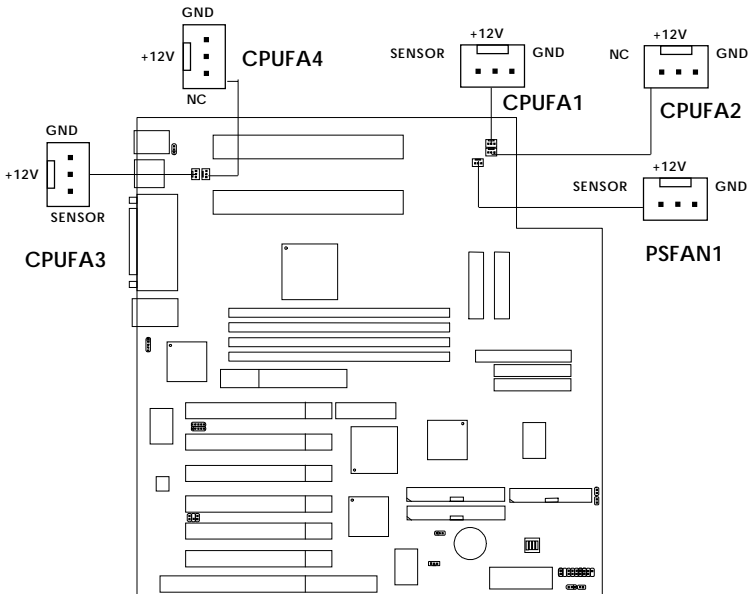 GND
+12V
CPUFA4
NC
SENSOR
+12V
GND
CPUFA1
NC
+12V
GND
CPUFA2
GND
+12V
SENSOR
CPUFA3
SENSOR
+12V
GND
PSFAN1